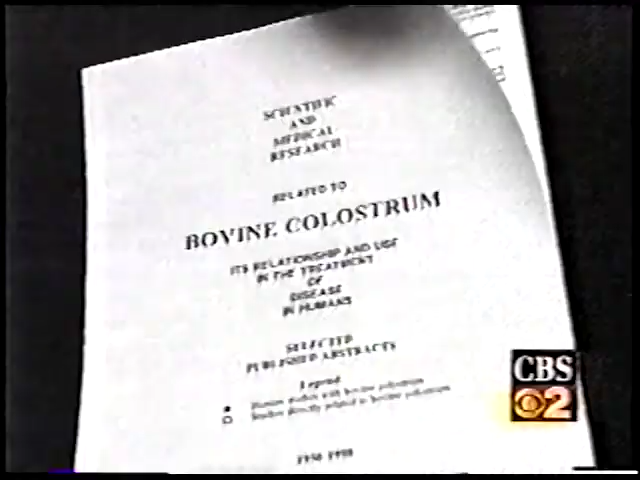 SCIENTIFIC
AND
MEDICAL
RESEARCH
RELATED TO
BOVINE COLOSTRUM
ITS RELATIONSHIP AND USE
IN THE TREATMENT
OF
DISEASE
IN HUMANS
SELECTED
PUBLISHED ABSTRACTS
Legend
Human studies with bovine colostrum
Studies directly related to bovine colostrum
CBS
2